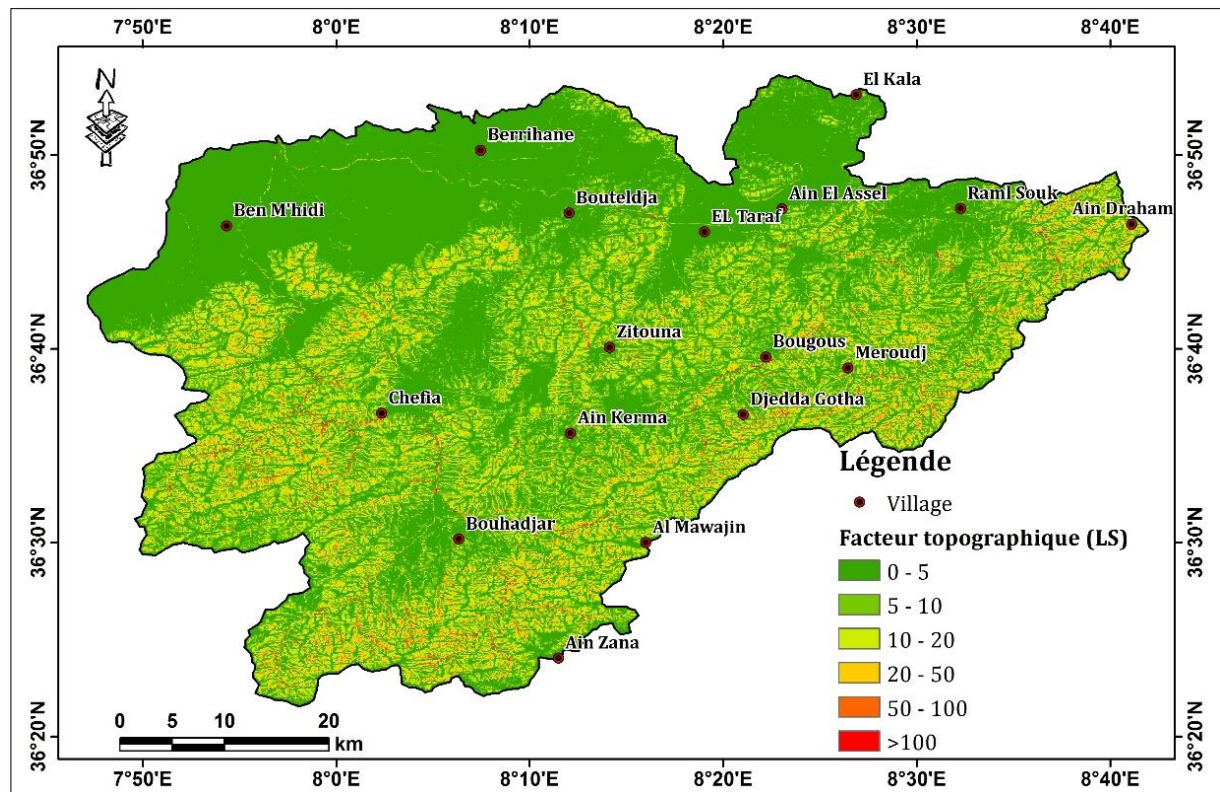 7°50'E 8°0'E 8°10'E 8°20'E 8°30'E 8°40'E
N
El Kala
36°50'N 36°50'N
Berrihane
Bouteldja
Ain El Assel
Raml Souk
Ben M'hidi
EL Taraf
Ain Draham
36°40'N 36°40'N
Zitouna
Bougous
Meroudj
Chefia
Djedda Gotha
Ain Kerma
Légende
Village
Bouhadjar
Al Mawajin
36°30'N 36°30'N
Facteur topographique (LS)
0 - 5
5 - 10
10 - 20
Ain Zana
20 - 50
50 - 100
>100
0 5 10 20
km
36°20'N 36°20'N
7°50'E 8°0'E 8°10'E 8°20'E 8°30'E 8°40'E